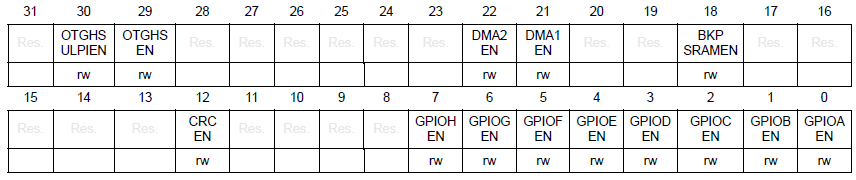 31 30 29 28 27 26 25 24 23 22 21 20 19 18 17 16
Res. OTGHS ULPIEN OTGHS EN Res. Res. Res. Res. Res. Res. DMA2 EN DMA1 EN Res. Res. BKP SRAMEN Res. Res.
rw rw rw rw rw
15 14 13 12 11 10 9 8 7 6 5 4 3 2 1 0
Res. Res. Res. CRC EN Res. Res. Res. Res. GPIOH EN GPIOG EN GPIOF EN GPIOE EN GPIOD EN GPIOC EN GPIOB EN GPIOA EN
rw rw rw rw rw rw rw rw rw